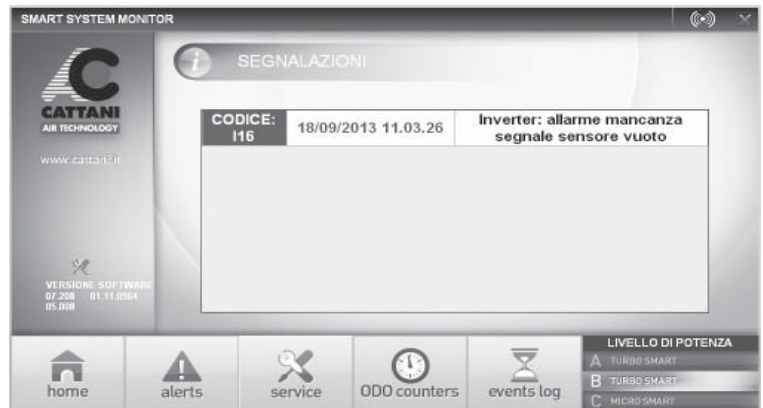 SMART SYSTEM MONITOR
AC
CATTANI
AIR TECHNOLOGY
www.cattani.it
i
SEGNALAZIONI
CODICE:
I16
18/09/2013 11.03.26
Inverter: allarme mancanza
segnale sensore vuoto
VERSIONE SOFTWARE
07.208 01.11.0564
05.008
home
alerts
service
ODO counters
events log
LIVELLO DI POTENZA
A TURBO SMART
B TURBO SMART
C MICRO SMART